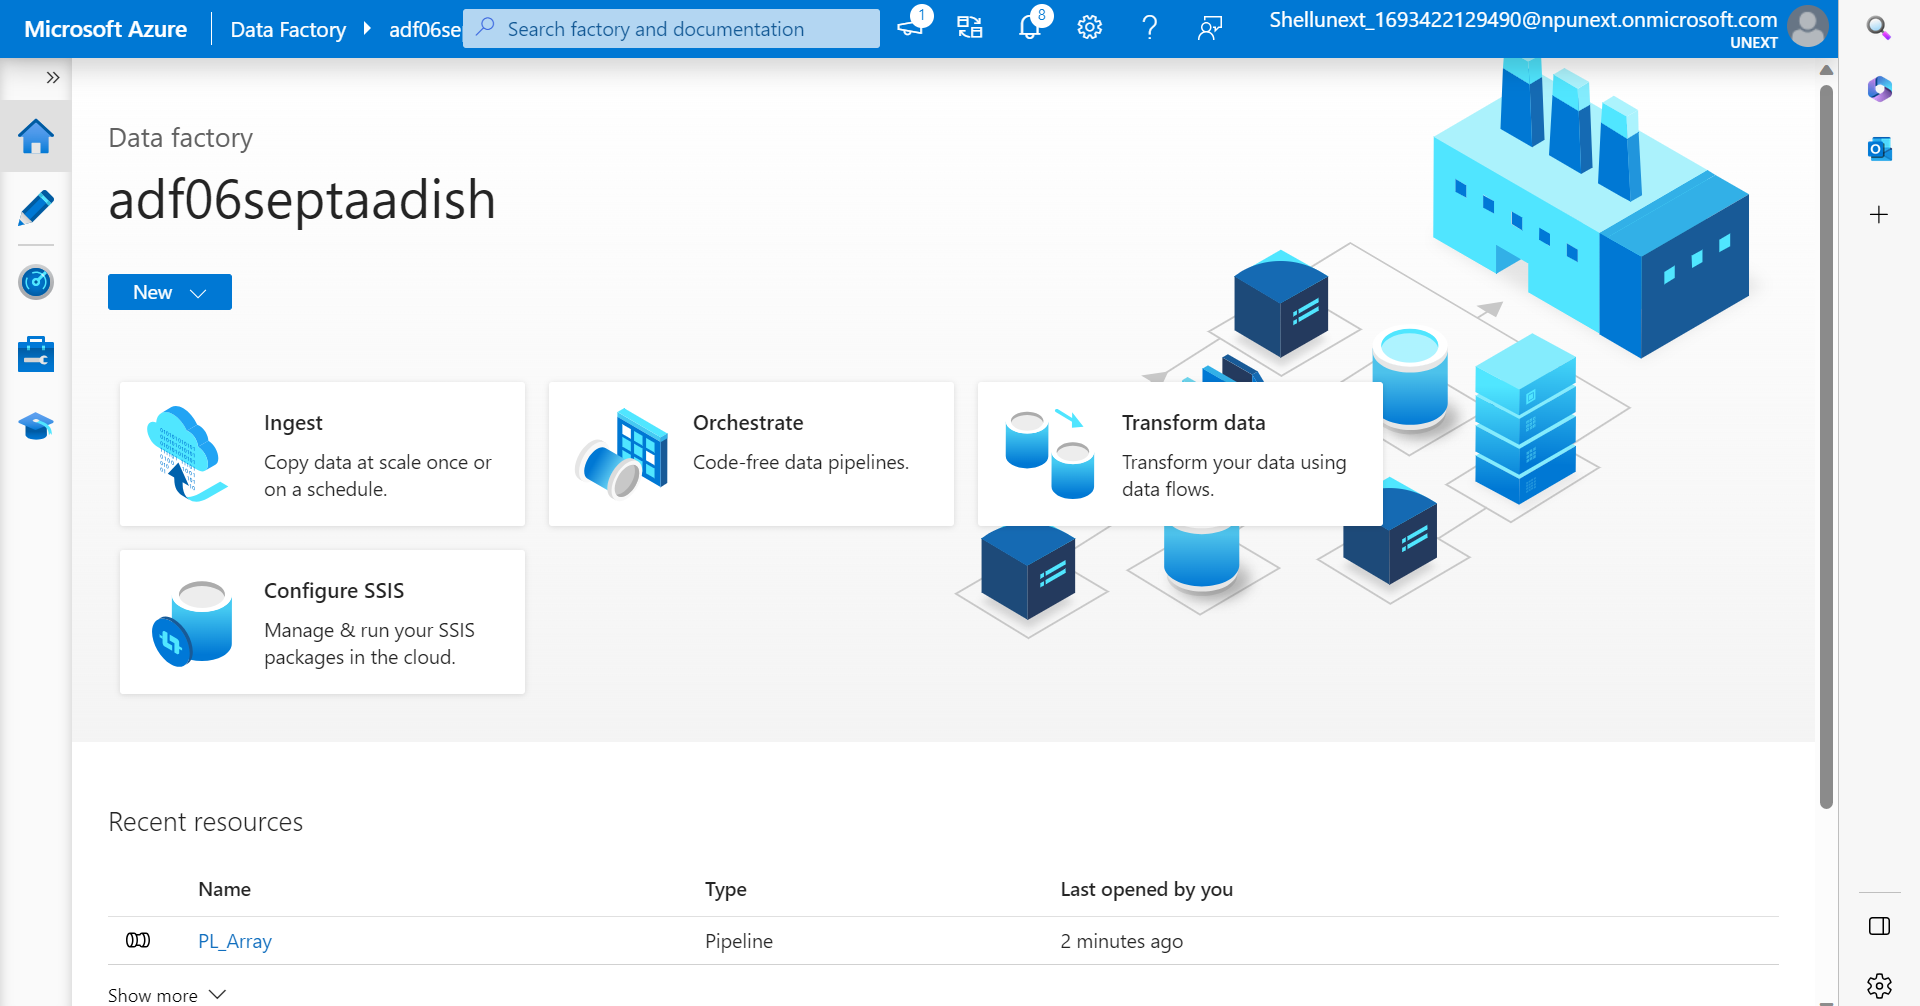 Microsoft Azure
Data Factory
adf06se
Search factory and documentation
1
8
Shellunext_1693422129490@npunext.onmicrosoft.com
UNEXT
Data factory
adf06septaadish
New
Ingest
Copy data at scale once or
on a schedule.
Orchestrate
Code-free data pipelines.
Transform data
Transform your data using
data flows.
Configure SSIS
Manage & run your SSIS
packages in the cloud.
Recent resources
Name Type Last opened by you
PL_Array Pipeline 2 minutes ago
Show more